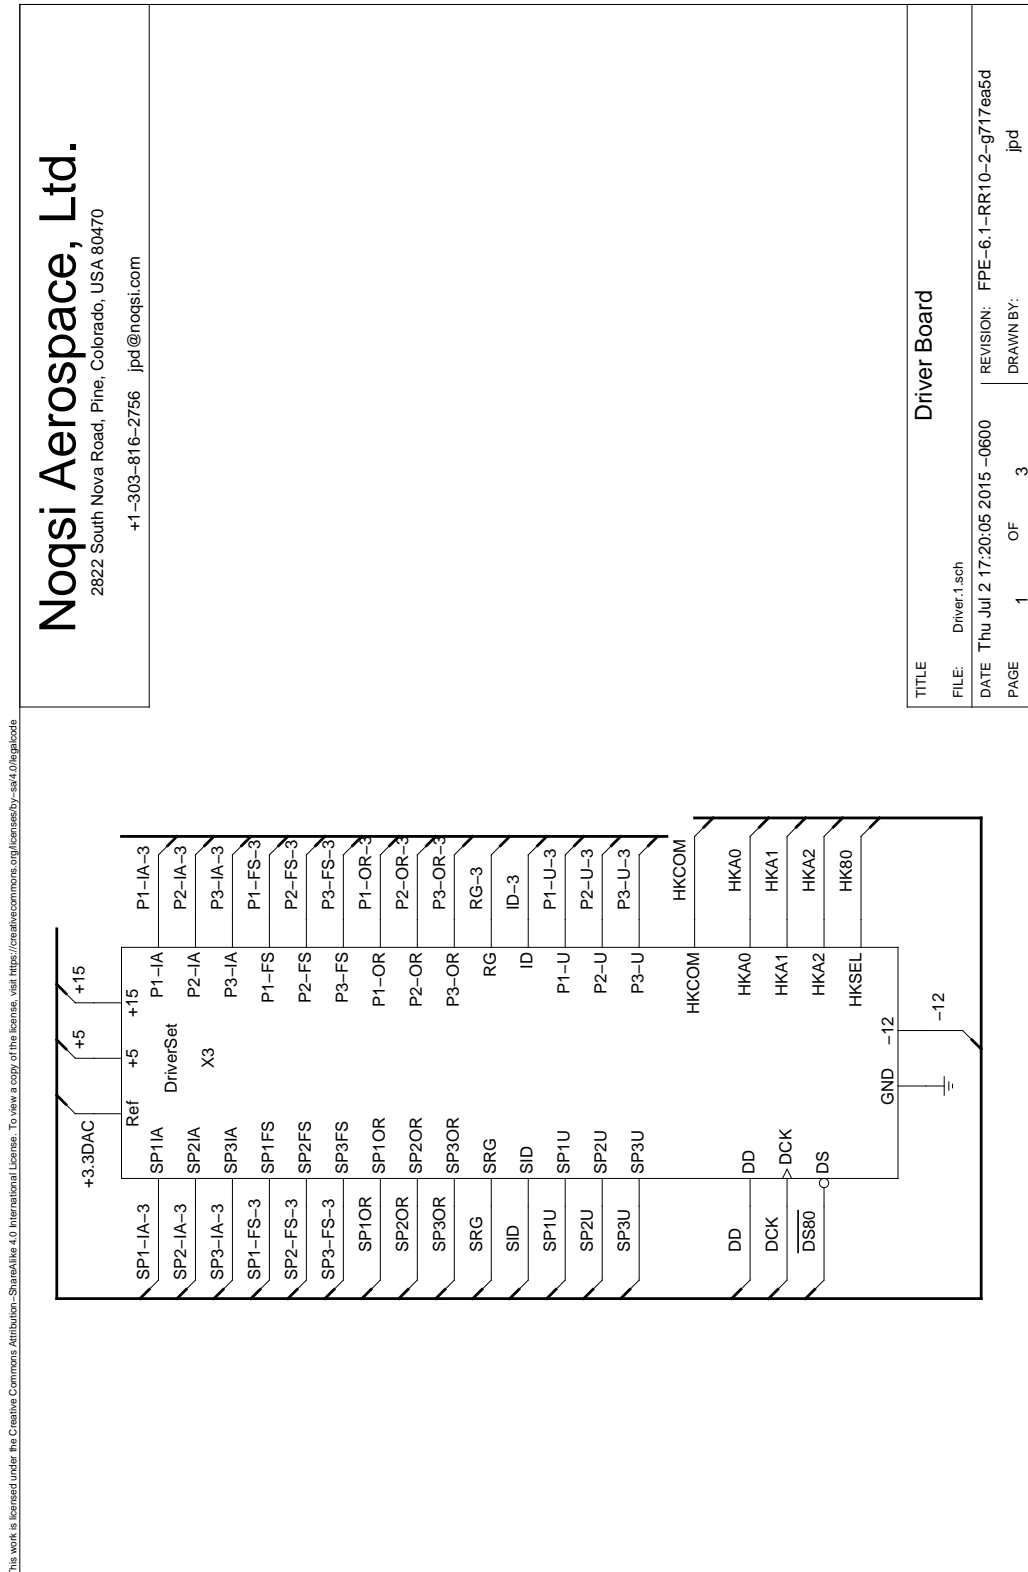 This work is licensed under the Creative Commons Attribution−ShareAlike 4.0 International License. To view a copy of the license, visit https://creativecommons.org/licenses/by−sa/4.0/legalcode
Noqsi Aerospace, Ltd.
2822 South Nova Road, Pine, Colorado, USA 80470
+1−303−816−2756 jpd@noqsi.com
+3.3DAC
+5
+15
Ref
+5
+15
DriverSet
X3
SP1−IA−3 SP1IA P1−IA P1−IA−3
SP2−IA−3 SP2IA P2−IA P2−IA−3
SP3−IA−3 SP3IA P3−IA P3−IA−3
SP1−FS−3 SP1FS P1−FS P1−FS−3
SP2−FS−3 SP2FS P2−FS P2−FS−3
SP3−FS−3 SP3FS P3−FS P3−FS−3
SP1OR SP1OR P1−OR P1−OR−3
SP2OR SP2OR P2−OR P2−OR−3
SP3OR SP3OR P3−OR P3−OR−3
SRG SRG RG RG−3
SID SID ID ID−3
SP1U SP1U P1−U P1−U−3
SP2U SP2U P2−U P2−U−3
SP3U SP3U P3−U P3−U−3
HKCOM HKCOM
DD DD HKA0 HKA0
DCK DCK HKA1 HKA1
DS80 DS HKA2 HKA2
HKSEL HK80
GND −12
−12
TITLE
Driver Board
FILE: Driver.1.sch
DATE Thu Jul 2 17:20:05 2015 −0600
REVISION: FPE−6.1−RR10−2−g717ea5d
PAGE 1 OF 3
DRAWN BY: jpd